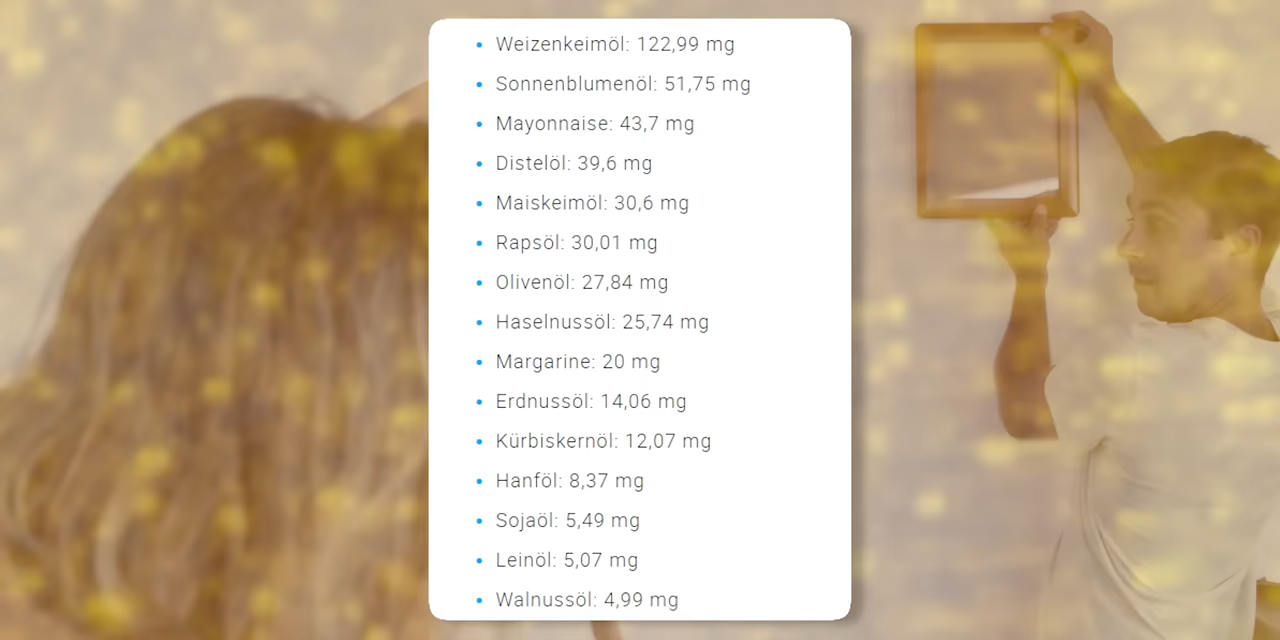 • Weizenkeimöl: 122,99 mg
• Sonnenblumenöl: 51,75 mg
• Mayonnaise: 43,7 mg
• Distelöl: 39,6 mg
• Maiskeimöl: 30,6 mg
• Rapsöl: 30,01 mg
• Olivenöl: 27,84 mg
• Haselnussöl: 25,74 mg
• Margarine: 20 mg
• Erdnussöl: 14,06 mg
• Kürbiskernöl: 12,07 mg
• Hanföl: 8,37 mg
• Sojaöl: 5,49 mg
• Leinöl: 5,07 mg
• Walnussöl: 4,99 mg